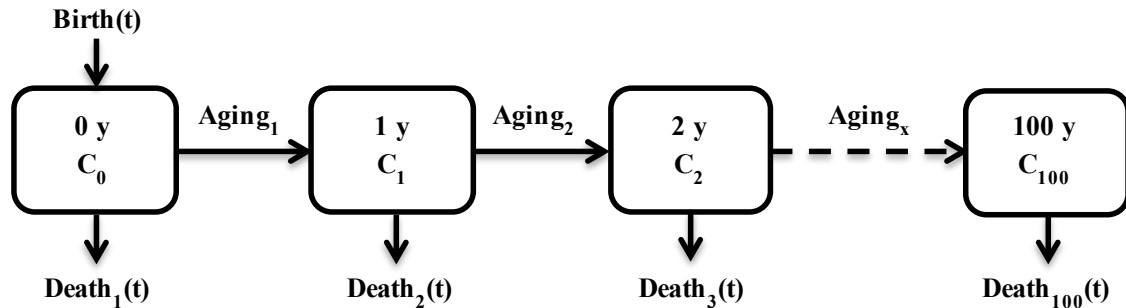 Birth(t)
0 y
C₀
Aging₁
1 y
C₁
Aging₂
2 y
C₂
Agingₓ
100 y
C₁₀₀
Death₁(t)
Death₂(t)
Death₃(t)
Death₁₀₀(t)